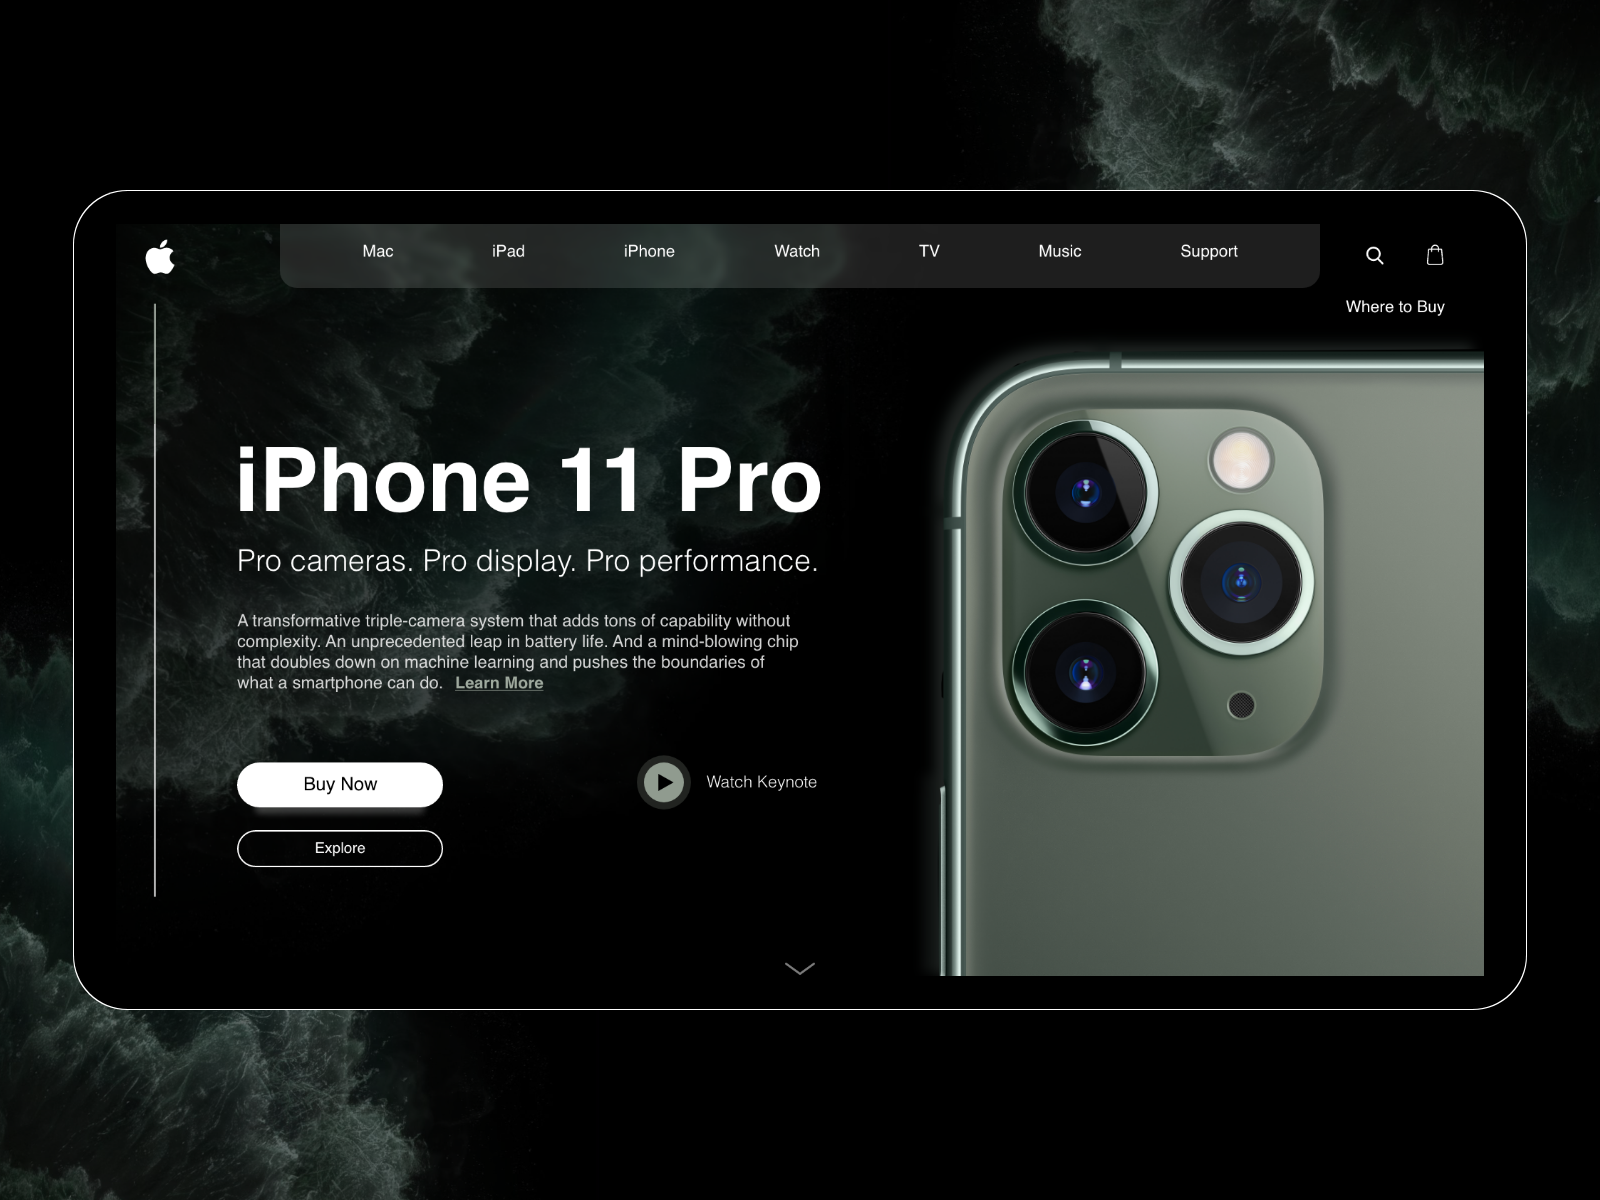 Mac iPad iPhone Watch TV Music Support
Where to Buy
iPhone 11 Pro
Pro cameras. Pro display. Pro performance.
A transformative triple-camera system that adds tons of capability without
complexity. An unprecedented leap in battery life. And a mind-blowing chip
that doubles down on machine learning and pushes the boundaries of
what a smartphone can do. Learn More
Buy Now
Watch Keynote
Explore